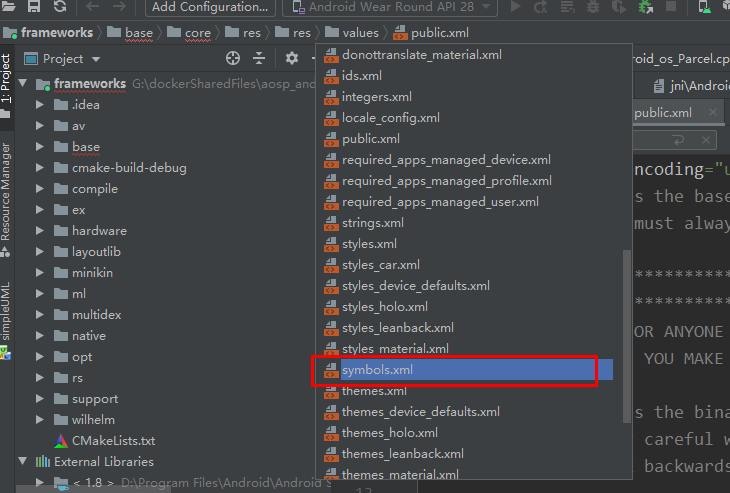 Add Configuration...
Android Wear Round API 28
frameworks
base
core
res
res
values
public.xml
1: Project
Resource Manager
simpleUML
Project
frameworks G:\dockerSharedFiles\aosp_and
.idea
av
base
cmake-build-debug
compile
ex
hardware
layoutlib
minikin
ml
multidex
native
opt
rs
support
wilhelm
CMakeLists.txt
External Libraries
< 1.8 > D:\Program Files\Android\Android S
donottranslate_material.xml
ids.xml
integers.xml
locale_config.xml
public.xml
required_apps_managed_device.xml
required_apps_managed_profile.xml
required_apps_managed_user.xml
strings.xml
styles.xml
styles_car.xml
styles_device_defaults.xml
styles_holo.xml
styles_leanback.xml
styles_material.xml
symbols.xml
themes.xml
themes_device_defaults.xml
themes_holo.xml
themes_leanback.xml
themes_material.xml
roid_os_Parcel.cp
jni\Androi
public.xml
ncoding="u
s the base
must alway
************
************
OR ANYONE
YOU MAKE
s the bina
careful w
backwards
13